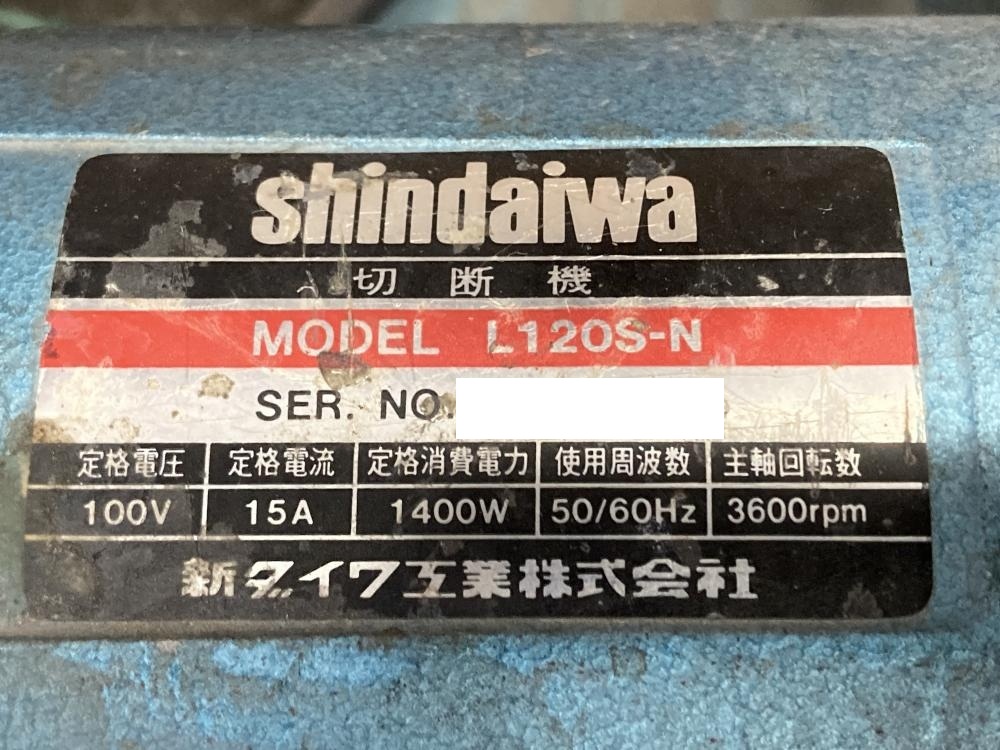 shindaiwa
切断機
MODEL L120S-N
SER. NO.
定格電圧 定格電流 定格消費電力 使用周波数 主軸回転数
100V 15A 1400W 50/60Hz 3600rpm
新ダイワ工業株式会社